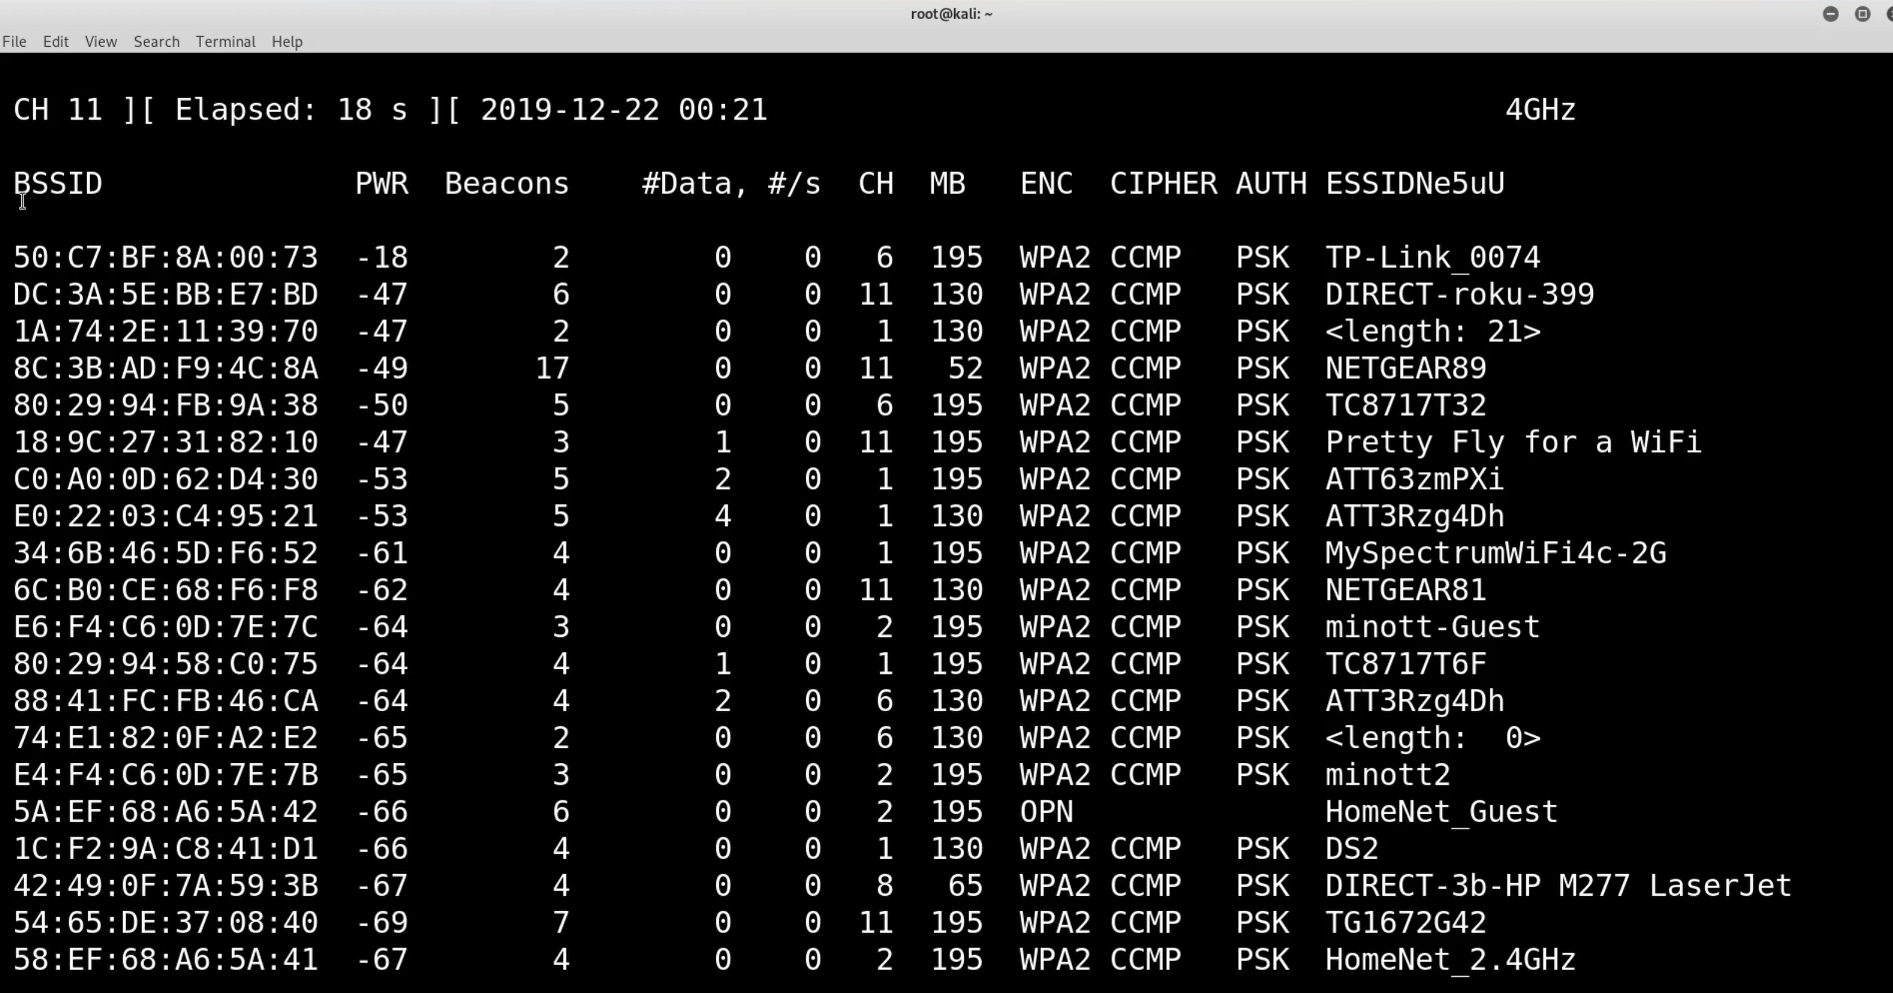 root@kali: ~
File Edit View Search Terminal Help
CH 11 ][ Elapsed: 18 s ][ 2019-12-22 00:21 4GHz
BSSID PWR Beacons #Data, #/s CH MB ENC CIPHER AUTH ESSIDNe5uU
50:C7:BF:8A:00:73 -18 2 0 0 6 195 WPA2 CCMP PSK TP-Link_0074
DC:3A:5E:BB:E7:BD -47 6 0 0 11 130 WPA2 CCMP PSK DIRECT-roku-399
1A:74:2E:11:39:70 -47 2 0 0 1 130 WPA2 CCMP PSK <length: 21>
8C:3B:AD:F9:4C:8A -49 17 0 0 11 52 WPA2 CCMP PSK NETGEAR89
80:29:94:FB:9A:38 -50 5 0 0 6 195 WPA2 CCMP PSK TC8717T32
18:9C:27:31:82:10 -47 3 1 0 11 195 WPA2 CCMP PSK Pretty Fly for a WiFi
C0:A0:0D:62:D4:30 -53 5 2 0 1 195 WPA2 CCMP PSK ATT63zmPXi
E0:22:03:C4:95:21 -53 5 4 0 1 130 WPA2 CCMP PSK ATT3Rzg4Dh
34:6B:46:5D:F6:52 -61 4 0 0 1 195 WPA2 CCMP PSK MySpectrumWiFi4c-2G
6C:B0:CE:68:F6:F8 -62 4 0 0 11 130 WPA2 CCMP PSK NETGEAR81
E6:F4:C6:0D:7E:7C -64 3 0 0 2 195 WPA2 CCMP PSK minott-Guest
80:29:94:58:C0:75 -64 4 1 0 1 195 WPA2 CCMP PSK TC8717T6F
88:41:FC:FB:46:CA -64 4 2 0 6 130 WPA2 CCMP PSK ATT3Rzg4Dh
74:E1:82:0F:A2:E2 -65 2 0 0 6 130 WPA2 CCMP PSK <length: 0>
E4:F4:C6:0D:7E:7B -65 3 0 0 2 195 WPA2 CCMP PSK minott2
5A:EF:68:A6:5A:42 -66 6 0 0 2 195 OPN HomeNet_Guest
1C:F2:9A:C8:41:D1 -66 4 0 0 1 130 WPA2 CCMP PSK DS2
42:49:0F:7A:59:3B -67 4 0 0 8 65 WPA2 CCMP PSK DIRECT-3b-HP M277 LaserJet
54:65:DE:37:08:40 -69 7 0 0 11 195 WPA2 CCMP PSK TG1672G42
58:EF:68:A6:5A:41 -67 4 0 0 2 195 WPA2 CCMP PSK HomeNet_2.4GHz